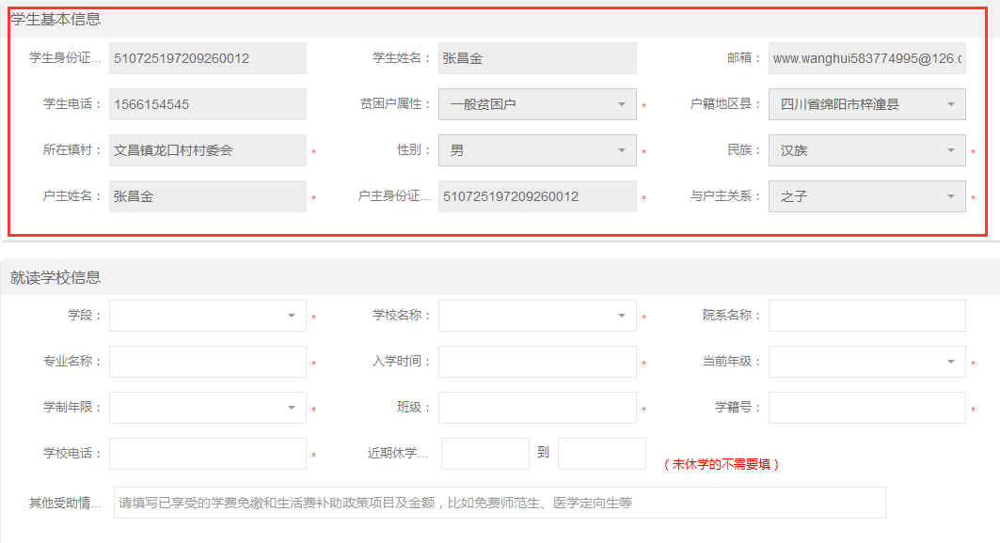 学生基本信息
学生身份证... 510725197209260012 学生姓名： 张昌金 邮箱： www.wanghui583774995@126.c
学生电话： 1566154545 贫困户属性： 一般贫困户 * 户籍地区县： 四川省绵阳市梓潼县
所在镇村： 文昌镇龙口村村委会 * 性别： 男 * 民族： 汉族 *
户主姓名： 张昌金 * 户主身份证... 510725197209260012 * 与户主关系： 之子 *
就读学校信息
学段： * 学校名称： * 院系名称：
专业名称： * 入学时间： * 当前年级： *
学制年限： * 班级： * 学籍号： *
学校电话： * 近期休学... 到 （未休学的不需要填）
其他受助情... 请填写已享受的学费免缴和生活费补助政策项目及金额，比如免费师范生、医学定向生等